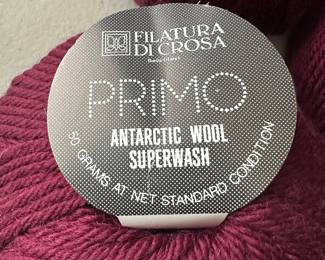 FILATURA
DI CROSA
PRIMO
ANTARCTIC WOOL
SUPERWASH
50 GRAMS AT NET STANDARD CONDITION